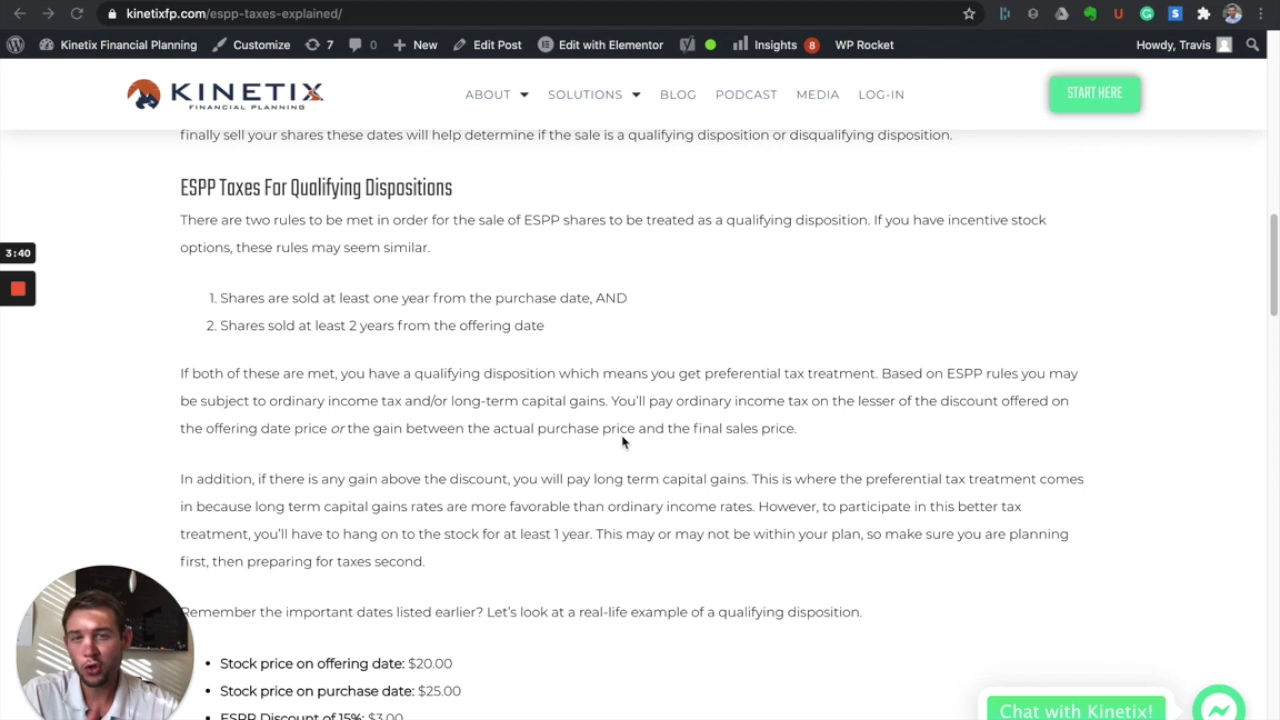 kinetixfp.com/espp-taxes-explained/
Kinetix Financial Planning Customize 7 0 New Edit Post Edit with Elementor Insights 8 WP Rocket Howdy, Travis
KINETIX
FINANCIAL PLANNING
ABOUT SOLUTIONS BLOG PODCAST MEDIA LOG-IN
START HERE
finally sell your shares these dates will help determine if the sale is a qualifying disposition or disqualifying disposition.
ESPP Taxes For Qualifying Dispositions
There are two rules to be met in order for the sale of ESPP shares to be treated as a qualifying disposition. If you have incentive stock
options, these rules may seem similar.
3:40
1. Shares are sold at least one year from the purchase date, AND
2. Shares sold at least 2 years from the offering date
If both of these are met, you have a qualifying disposition which means you get preferential tax treatment. Based on ESPP rules you may
be subject to ordinary income tax and/or long-term capital gains. You'll pay ordinary income tax on the lesser of the discount offered on
the offering date price or the gain between the actual purchase price and the final sales price.
In addition, if there is any gain above the discount, you will pay long term capital gains. This is where the preferential tax treatment comes
in because long term capital gains rates are more favorable than ordinary income rates. However, to participate in this better tax
treatment, you'll have to hang on to the stock for at least 1 year. This may or may not be within your plan, so make sure you are planning
first, then preparing for taxes second.
Remember the important dates listed earlier? Let's look at a real-life example of a qualifying disposition.
• Stock price on offering date: $20.00
• Stock price on purchase date: $25.00
• ESPP Discount of 15%: $3.00
Chat with Kinetix!